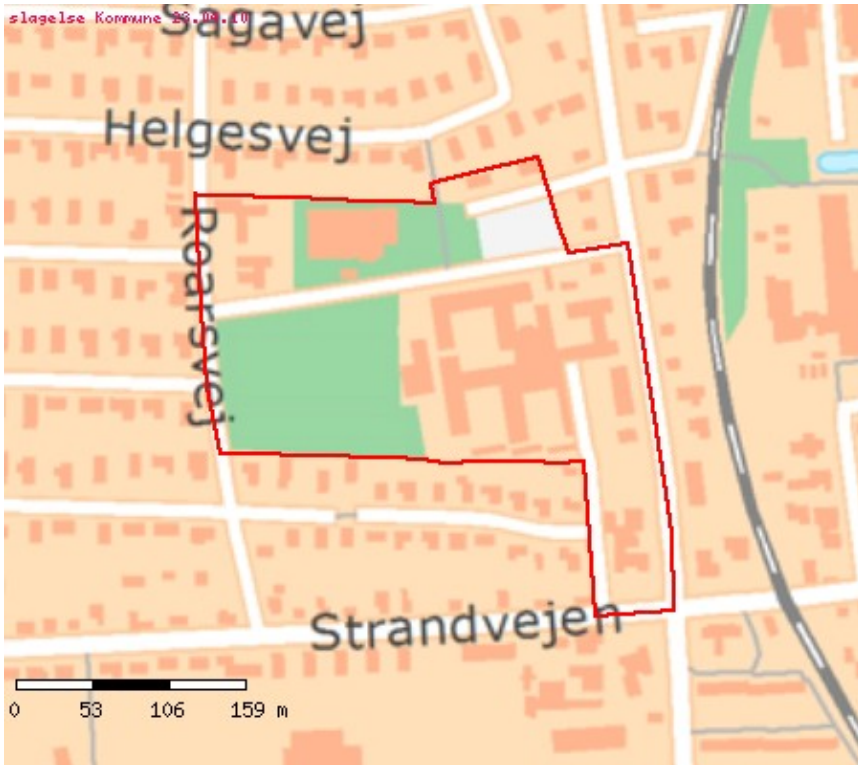 slagelse Kommune
Sagavej
Helgesvej
Roarsvej
Strandvejen
0 53 106 159 m